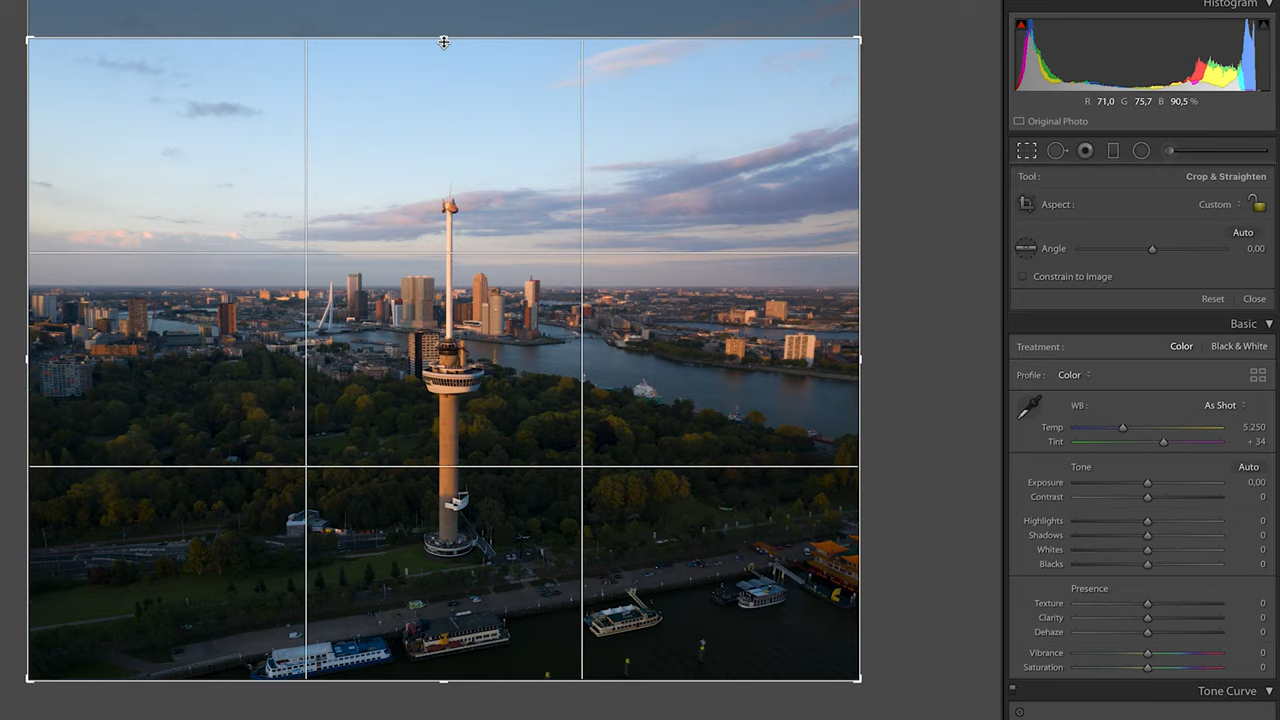 Histogram
R 71,0 G 75,7 B 90,5 %
Original Photo
Tool : Crop & Straighten
Aspect : Custom
Auto
Angle 0,00
Constrain to Image
Reset Close
Basic
Treatment : Color Black & White
Profile : Color
WB : As Shot
Temp 5.250
Tint + 34
Tone Auto
Exposure 0,00
Contrast 0
Highlights 0
Shadows 0
Whites 0
Blacks 0
Presence
Texture 0
Clarity 0
Dehaze 0
Vibrance 0
Saturation 0
Tone Curve